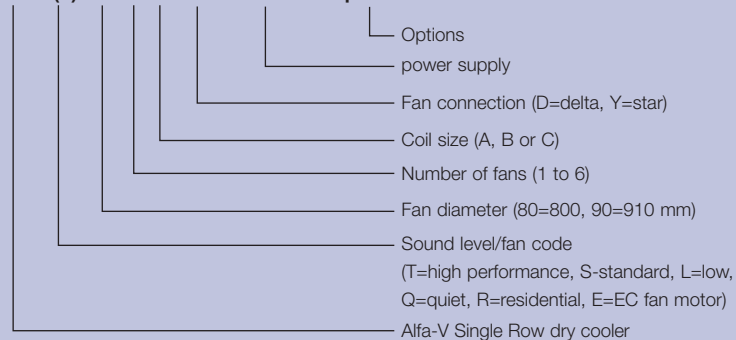 Options
power supply
Fan connection (D=delta, Y=star)
Coil size (A, B or C)
Number of fans (1 to 6)
Fan diameter (80=800, 90=910 mm)
Sound level/fan code
(T=high performance, S-standard, L=low,
Q=quiet, R=residential, E=EC fan motor)
Alfa-V Single Row dry cooler